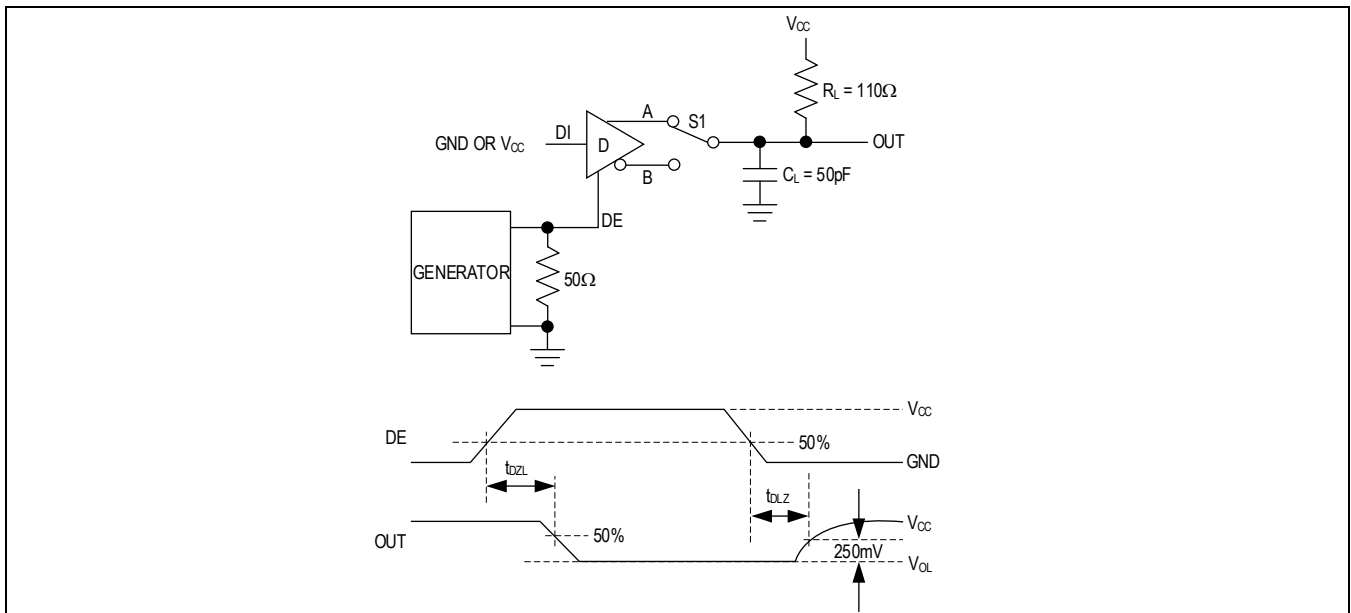 VCC
RL = 110Ω
A
S1
GND OR VCC
DI
D
OUT
B
CL = 50pF
DE
GENERATOR
50Ω
VCC
DE
50%
GND
tDZL
tDLZ
VCC
OUT
50%
250mV
VOL